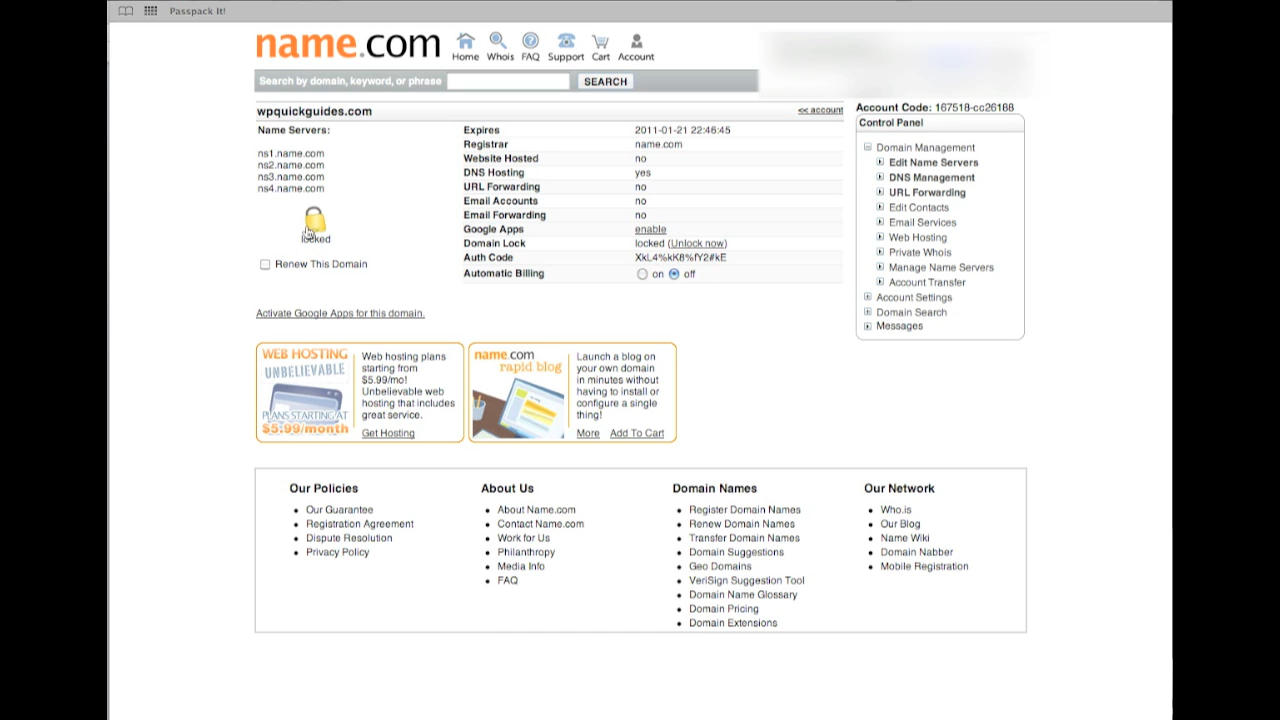 Passpack It!
name.com
Home Whois FAQ Support Cart Account
Search by domain, keyword, or phrase SEARCH
wpquickguides.com << account
Name Servers:
ns1.name.com
ns2.name.com
ns3.name.com
ns4.name.com
locked
Renew This Domain
Expires 2011-01-21 22:46:45
Registrar name.com
Website Hosted no
DNS Hosting yes
URL Forwarding no
Email Accounts no
Email Forwarding no
Google Apps enable
Domain Lock locked (Unlock now)
Auth Code XkL4%kK8%fY2#kE
Automatic Billing on off
Account Code: 167518-cc26188
Control Panel
Domain Management
Edit Name Servers
DNS Management
URL Forwarding
Edit Contacts
Email Services
Web Hosting
Private Whois
Manage Name Servers
Account Transfer
Account Settings
Domain Search
Messages
Activate Google Apps for this domain.
WEB HOSTING
UNBELIEVABLE
PLANS STARTING AT
$5.99/month
Web hosting plans
starting from
$5.99/mo!
Unbelievable web
hosting that includes
great service.
Get Hosting
name.com
rapid blog
Launch a blog on
your own domain
in minutes without
having to install or
configure a single
thing!
More Add To Cart
Our Policies
Our Guarantee
Registration Agreement
Dispute Resolution
Privacy Policy
About Us
About Name.com
Contact Name.com
Work for Us
Philanthropy
Media Info
FAQ
Domain Names
Register Domain Names
Renew Domain Names
Transfer Domain Names
Domain Suggestions
Geo Domains
VeriSign Suggestion Tool
Domain Name Glossary
Domain Pricing
Domain Extensions
Our Network
Who.is
Our Blog
Name Wiki
Domain Nabber
Mobile Registration